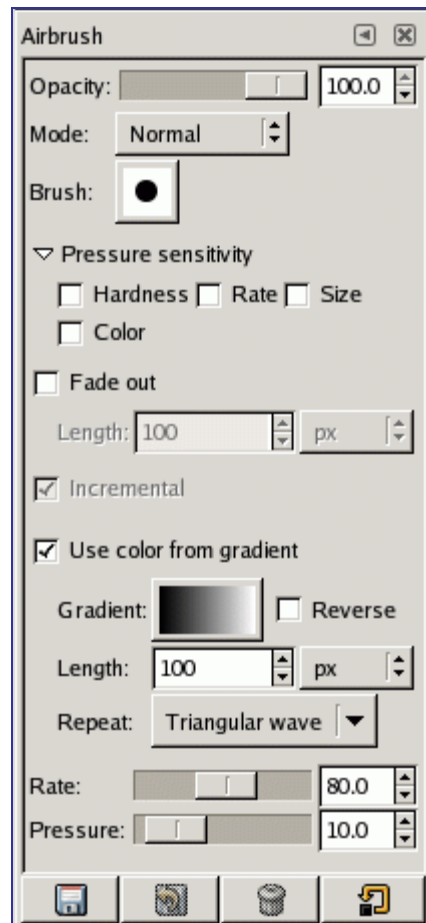 Airbrush
Opacity: 100.0
Mode: Normal
Brush:
Pressure sensitivity
Hardness Rate Size
Color
Fade out
Length: 100 px
Incremental
Use color from gradient
Gradient: Reverse
Length: 100 px
Repeat: Triangular wave
Rate: 80.0
Pressure: 10.0